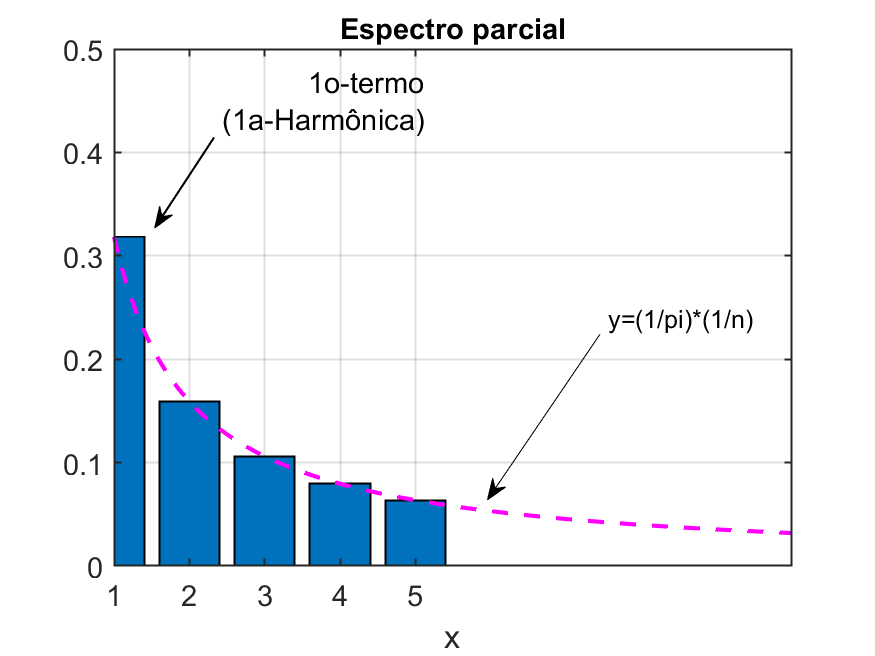 Espectro parcial
0.5
1o-termo
(1a-Harmônica)
0.4
0.3
y=(1/pi)*(1/n)
0.2
0.1
0
1 2 3 4 5
x